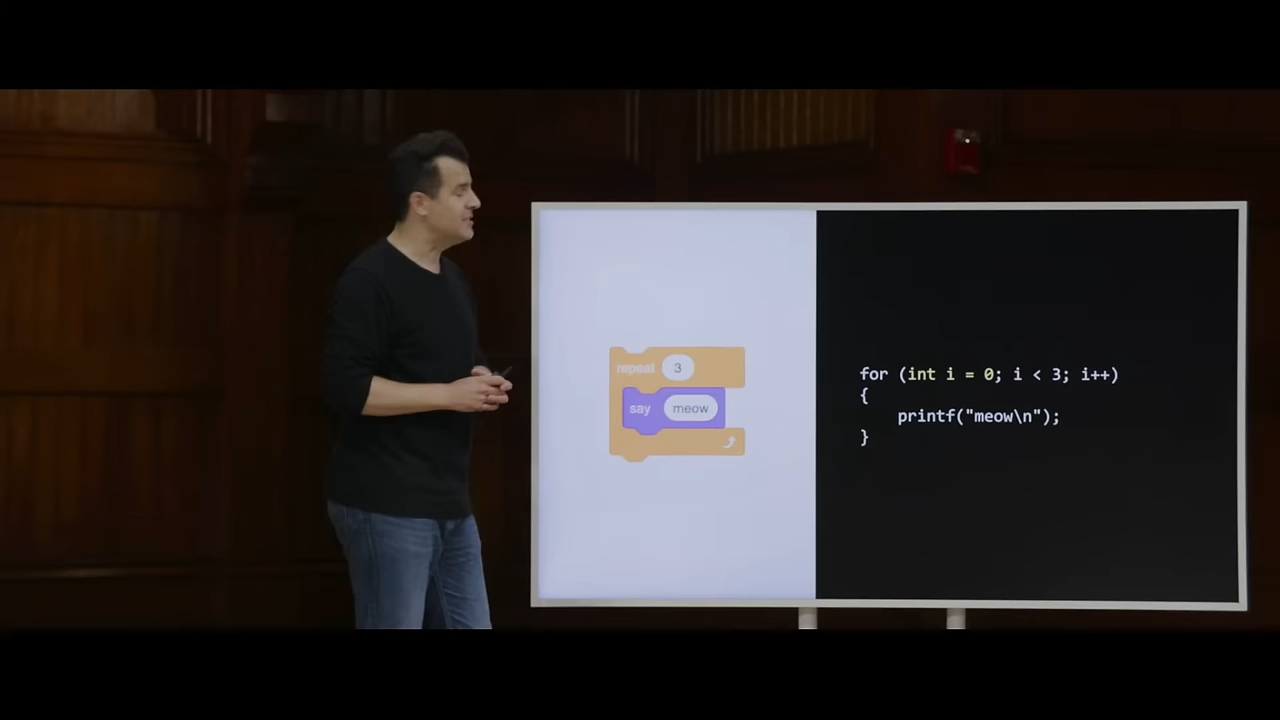 repeat 3
say meow
for (int i = 0; i < 3; i++)
{
printf("meow\n");
}